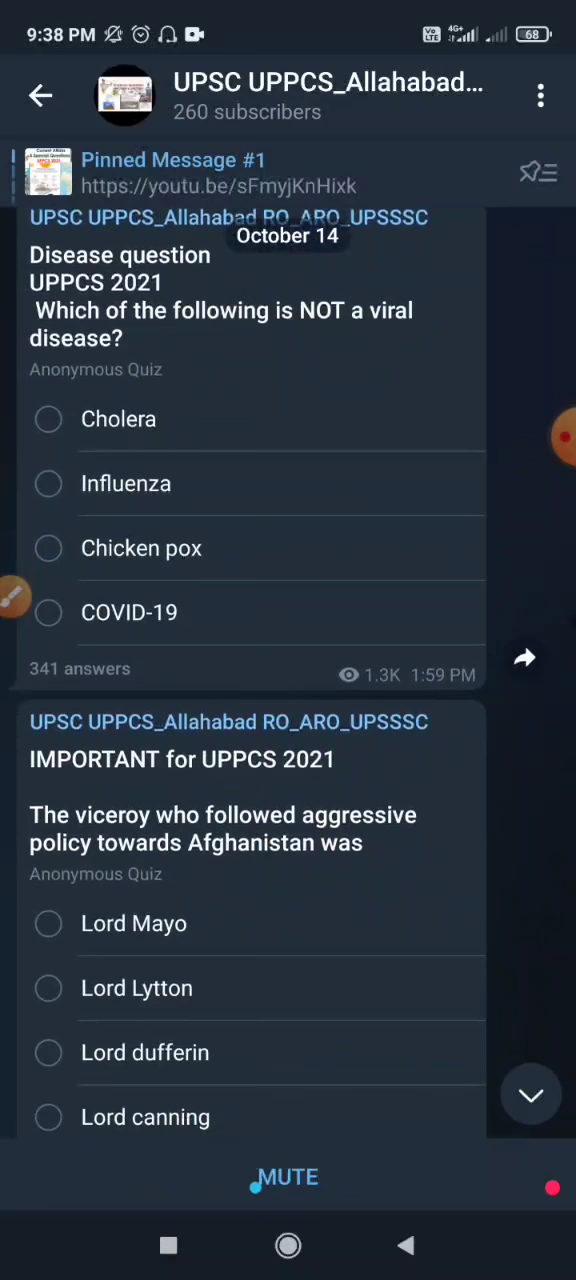 9:38 PM
Vo LTE 4G+ 68
UPSC UPPCS_Allahabad...
260 subscribers
Pinned Message #1
https://youtu.be/sFmyjKnHixk
UPSC UPPCS_Allahabad RO_ARO_UPSSSC
October 14
Disease question
UPPCS 2021
Which of the following is NOT a viral
disease?
Anonymous Quiz
Cholera
Influenza
Chicken pox
COVID-19
341 answers
1.3K 1:59 PM
UPSC UPPCS_Allahabad RO_ARO_UPSSSC
IMPORTANT for UPPCS 2021
The viceroy who followed aggressive
policy towards Afghanistan was
Anonymous Quiz
Lord Mayo
Lord Lytton
Lord dufferin
Lord canning
MUTE